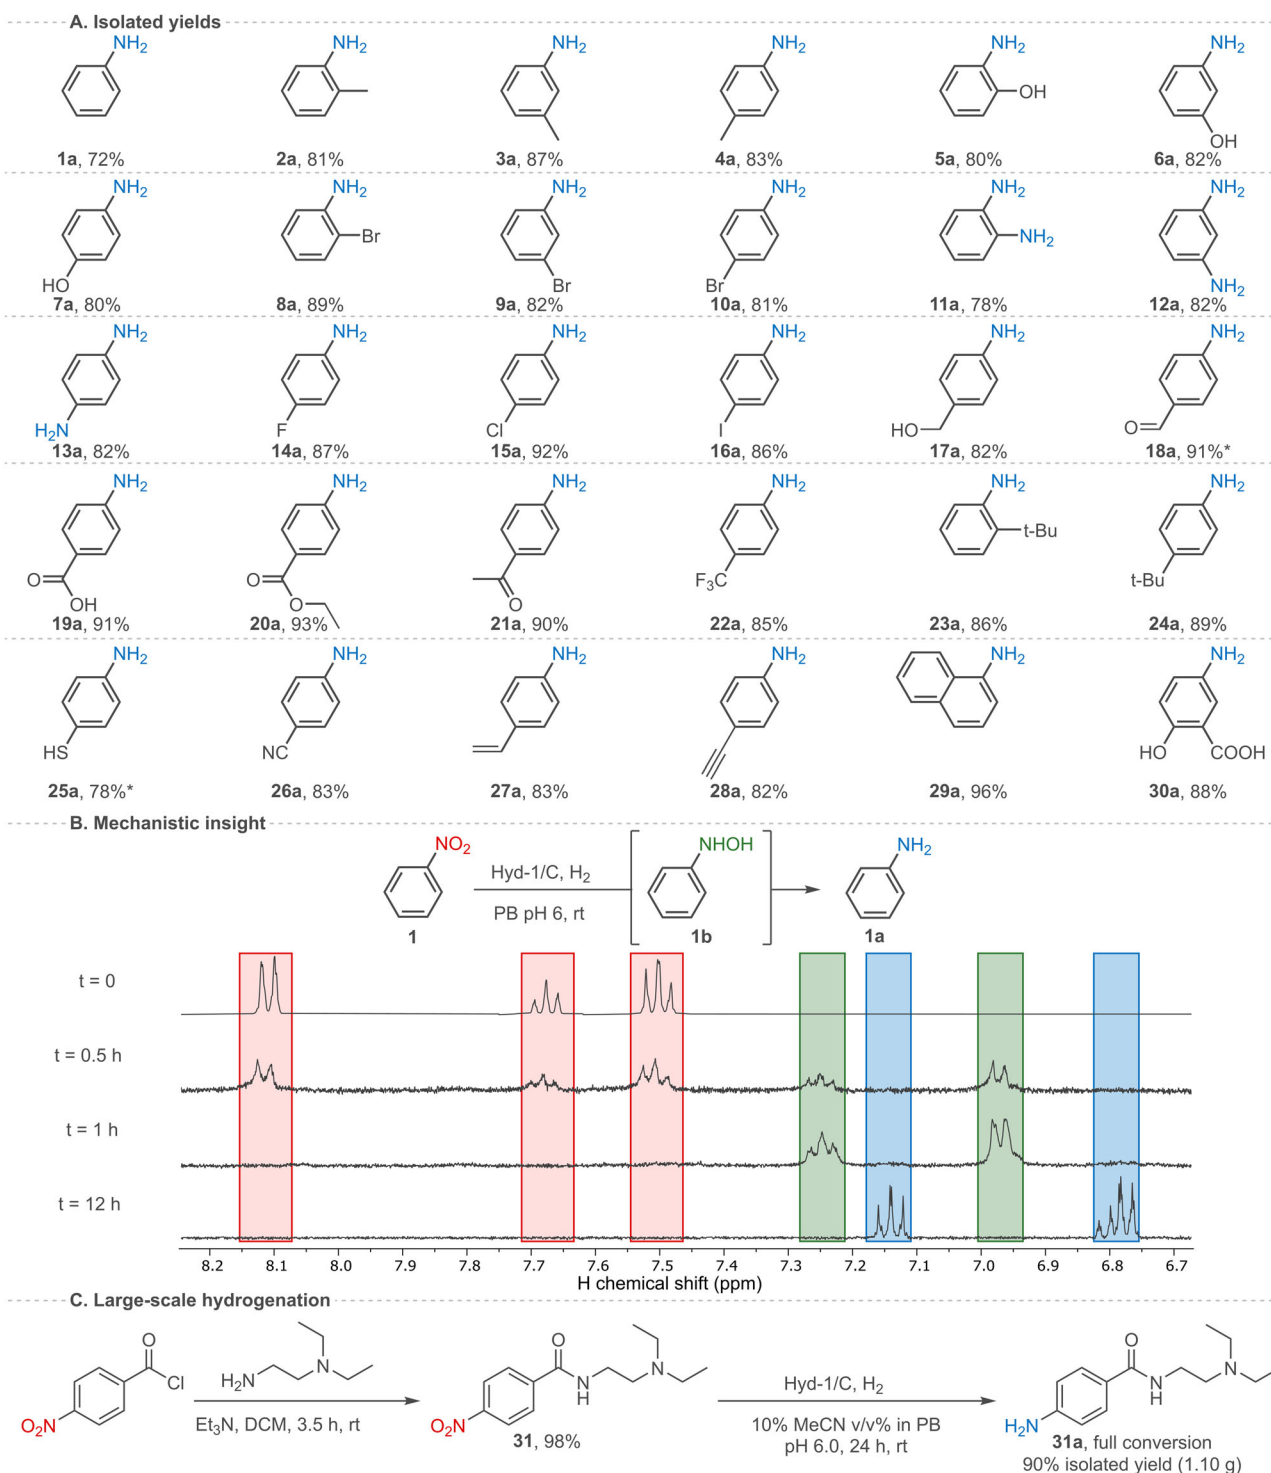 A. Isolated yields
NH₂ NH₂ NH₂ NH₂ NH₂ NH₂
OH
OH
1a, 72% 2a, 81% 3a, 87% 4a, 83% 5a, 80% 6a, 82%
NH₂ NH₂ NH₂ NH₂ NH₂ NH₂
Br NH₂
HO Br Br NH₂
7a, 80% 8a, 89% 9a, 82% 10a, 81% 11a, 78% 12a, 82%
NH₂ NH₂ NH₂ NH₂ NH₂ NH₂
H₂N F Cl I HO O
13a, 82% 14a, 87% 15a, 92% 16a, 86% 17a, 82% 18a, 91%*
NH₂ NH₂ NH₂ NH₂ NH₂ NH₂
t-Bu
O O F₃C t-Bu
OH O O
19a, 91% 20a, 93% 21a, 90% 22a, 85% 23a, 86% 24a, 89%
NH₂ NH₂ NH₂ NH₂ NH₂ NH₂
HS NC HO COOH
25a, 78%* 26a, 83% 27a, 83% 28a, 82% 29a, 96% 30a, 88%
B. Mechanistic insight
NO₂ NHOH NH₂
Hyd-1/C, H₂
PB pH 6, rt
1 1b 1a
t = 0
t = 0.5 h
t = 1 h
t = 12 h
8.2 8.1 8.0 7.9 7.8 7.7 7.6 7.5 7.4 7.3 7.2 7.1 7.0 6.9 6.8 6.7
H chemical shift (ppm)
C. Large-scale hydrogenation
O O O
Cl H₂N N N H N Hyd-1/C, H₂ N H N
O₂N Et₃N, DCM, 3.5 h, rt O₂N 10% MeCN v/v% in PB H₂N
31, 98% pH 6.0, 24 h, rt 31a, full conversion
90% isolated yield (1.10 g)